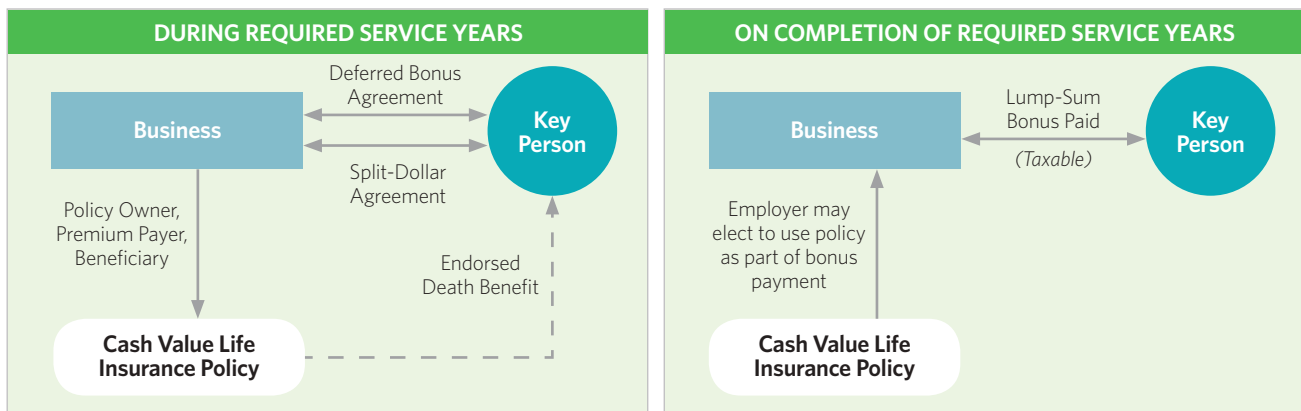 DURING REQUIRED SERVICE YEARS
Business
Deferred Bonus
Agreement
Key
Person
Split-Dollar
Agreement
Policy Owner,
Premium Payer,
Beneficiary
Endorsed
Death Benefit
Cash Value Life
Insurance Policy
ON COMPLETION OF REQUIRED SERVICE YEARS
Business
Lump-Sum
Bonus Paid
(Taxable)
Key
Person
Employer may
elect to use policy
as part of bonus
payment
Cash Value Life
Insurance Policy